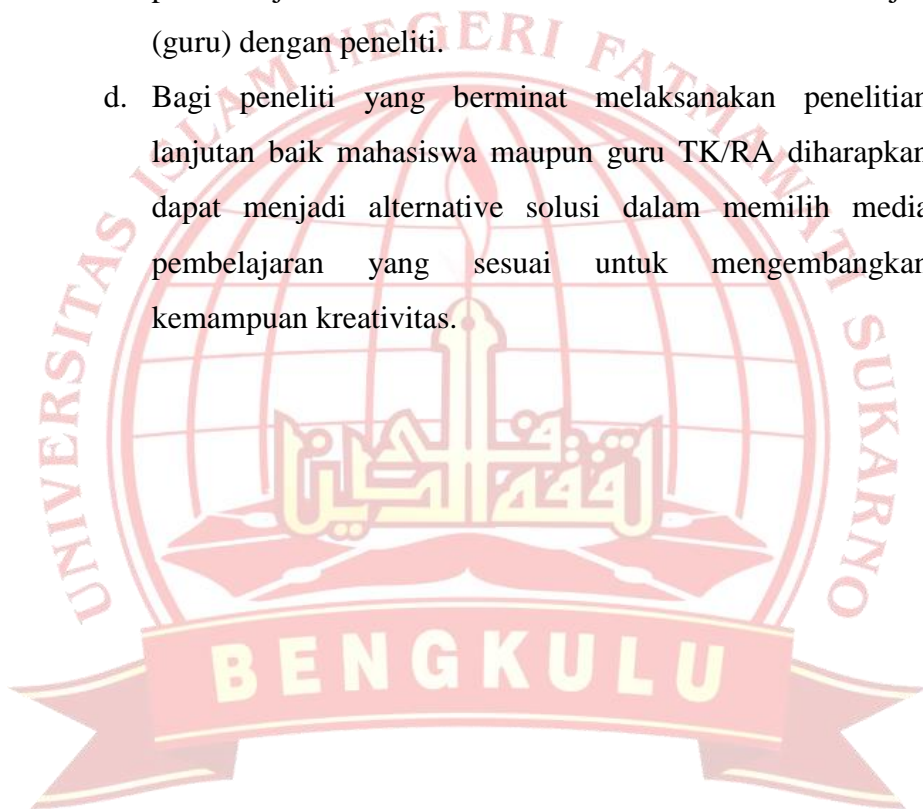 (guru) dengan peneliti.
d. Bagi peneliti yang berminat melaksanakan penelitian
lanjutan baik mahasiswa maupun guru TK/RA diharapkan
dapat menjadi alternative solusi dalam memilih media
pembelajaran yang sesuai untuk mengembangkan
kemampuan kreativitas.
UNIVERSITAS ISLAM NEGERI FATMAWATI SUKARNO
BENGKULU